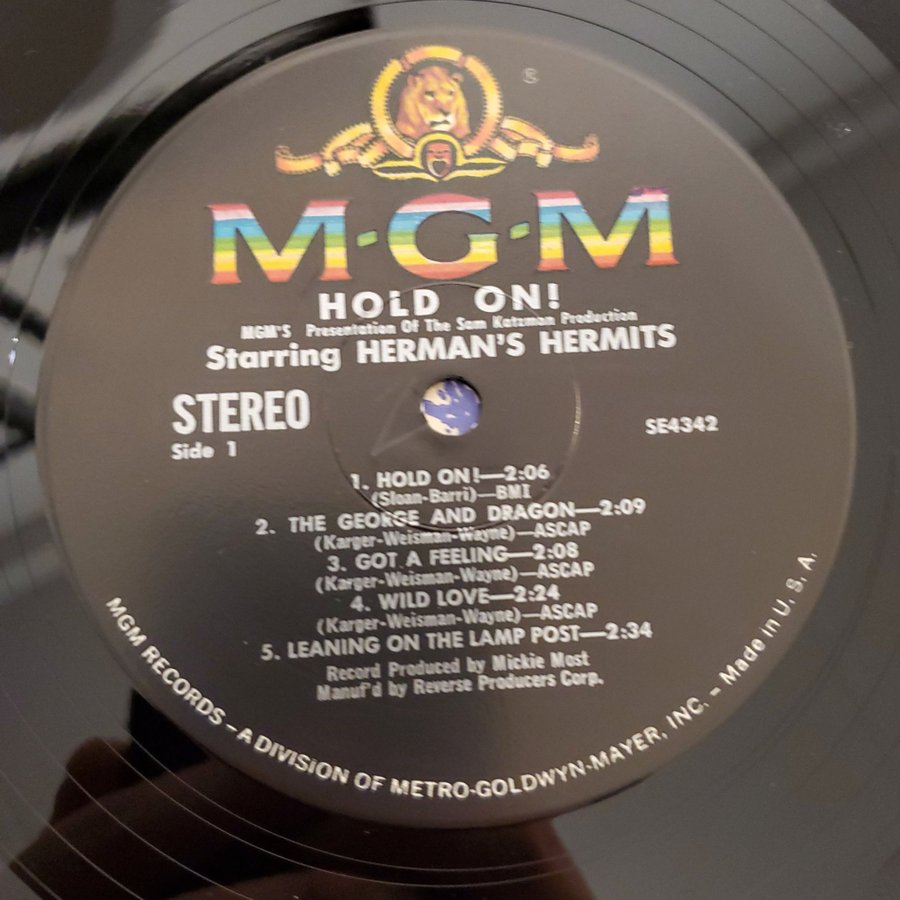 M-G-M
HOLD ON!
MGM'S Presentation Of The Sam Katzman Production
Starring HERMAN'S HERMITS
STEREO
Side 1
SE4342
1. HOLD ON!—2:06
(Sloan-Barri)—BMI
2. THE GEORGE AND DRAGON—2:09
(Karger-Weisman-Wayne)—ASCAP
3. GOT A FEELING—2:08
(Karger-Weisman-Wayne)—ASCAP
4. WILD LOVE—2:24
(Karger-Weisman-Wayne)—ASCAP
5. LEANING ON THE LAMP POST—2:34
Record Produced by Mickie Most
Manuf'd by Reverse Producers Corp.
MGM RECORDS – A DIVISION OF METRO-GOLDWYN-MAYER, INC. – Made in U. S. A.